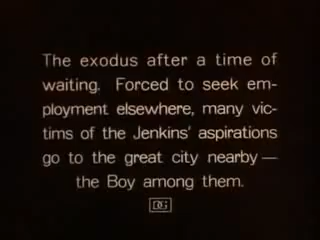 The exodus after a time of
waiting. Forced to seek em-
ployment elsewhere, many vic-
tims of the Jenkins' aspirations
go to the great city nearby —
the Boy among them.
DG